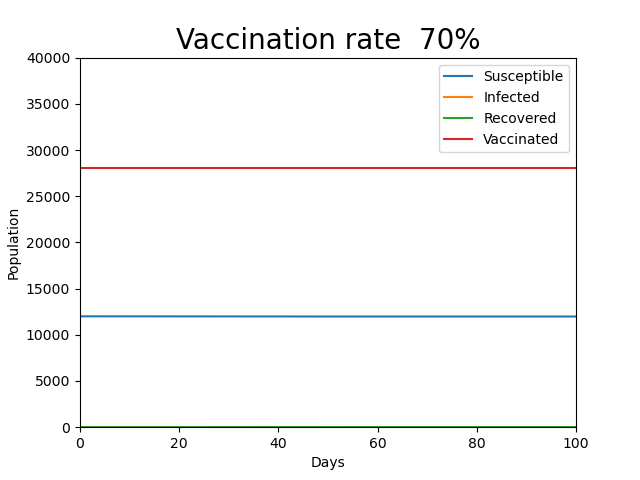 Vaccination rate  70%
40000
35000
30000
25000
20000
15000
10000
5000
0
Population
Susceptible
Infected
Recovered
Vaccinated
0 20 40 60 80 100
Days